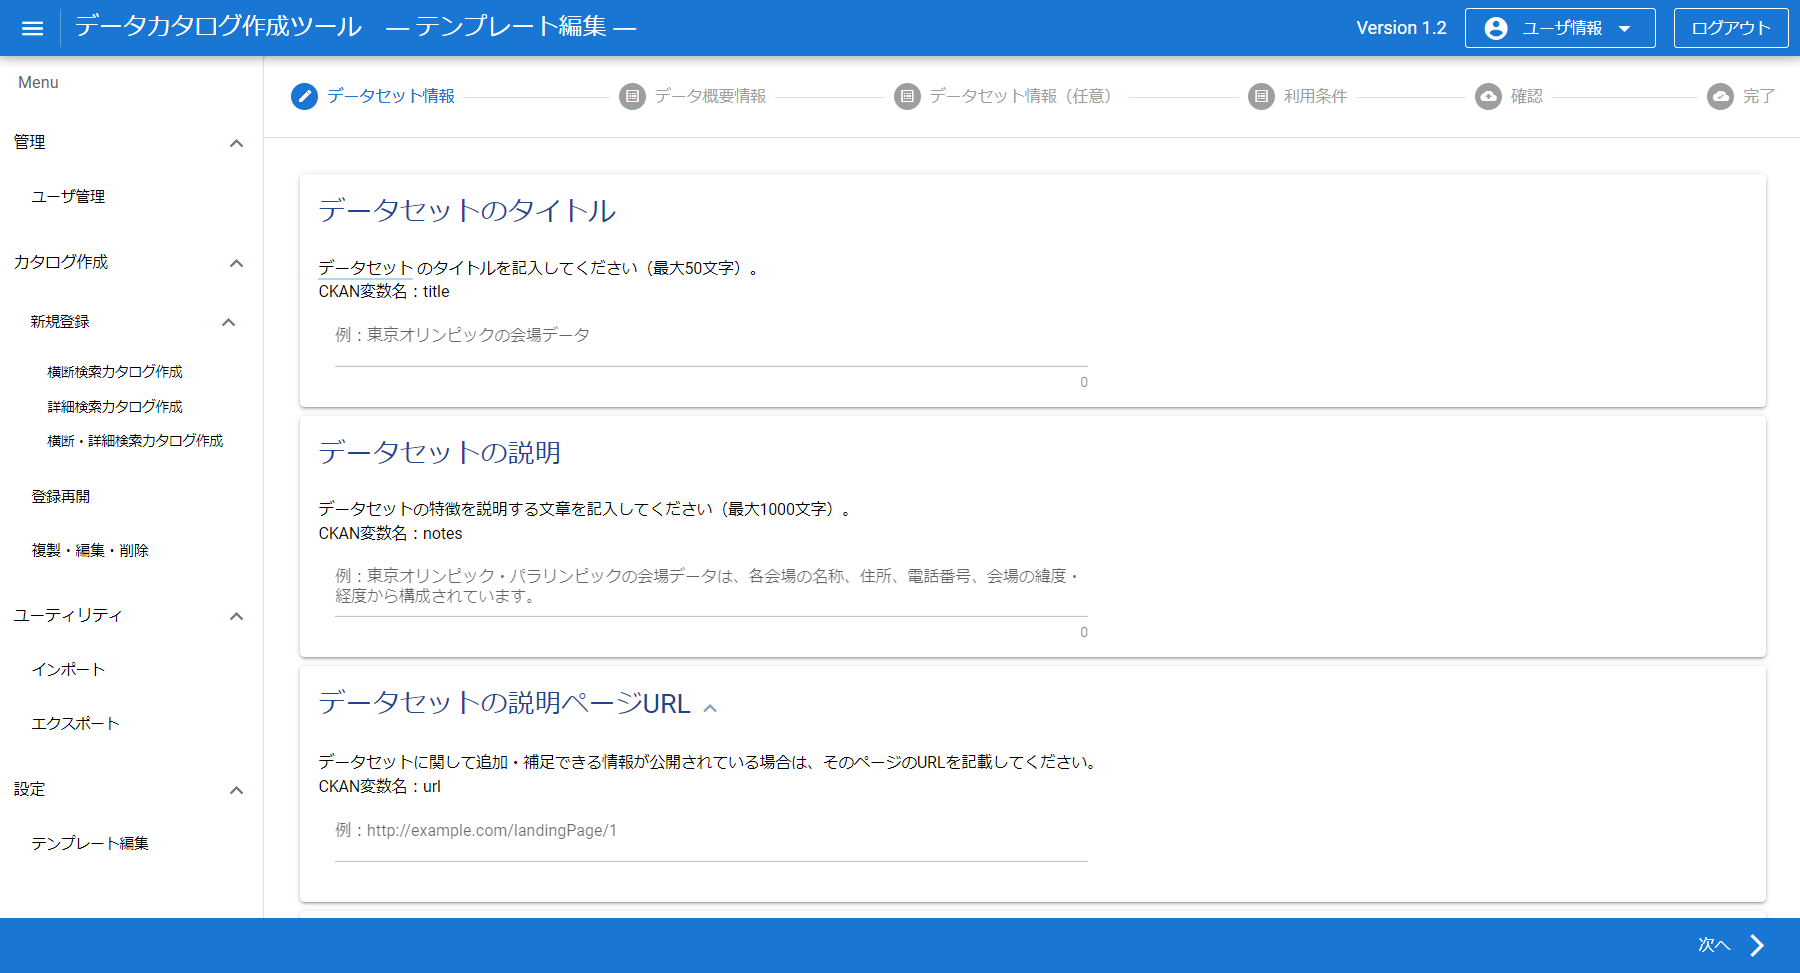 データカタログ作成ツール ― テンプレート編集 ―
Version 1.2
ユーザ情報
ログアウト
Menu
管理
ユーザ管理
カタログ作成
新規登録
横断検索カタログ作成
詳細検索カタログ作成
横断・詳細検索カタログ作成
登録再開
複製・編集・削除
ユーティリティ
インポート
エクスポート
設定
テンプレート編集
データセット情報
データ概要情報
データセット情報（任意）
利用条件
確認
完了
データセットのタイトル
データセット のタイトルを記入してください（最大50文字）。
CKAN変数名：title
例：東京オリンピックの会場データ
0
データセットの説明
データセットの特徴を説明する文章を記入してください（最大1000文字）。
CKAN変数名：notes
例：東京オリンピック・パラリンピックの会場データは、各会場の名称、住所、電話番号、会場の緯度・
経度から構成されています。
0
データセットの説明ページURL
データセットに関して追加・補足できる情報が公開されている場合は、そのページのURLを記載してください。
CKAN変数名：url
例：http://example.com/landingPage/1
次へ